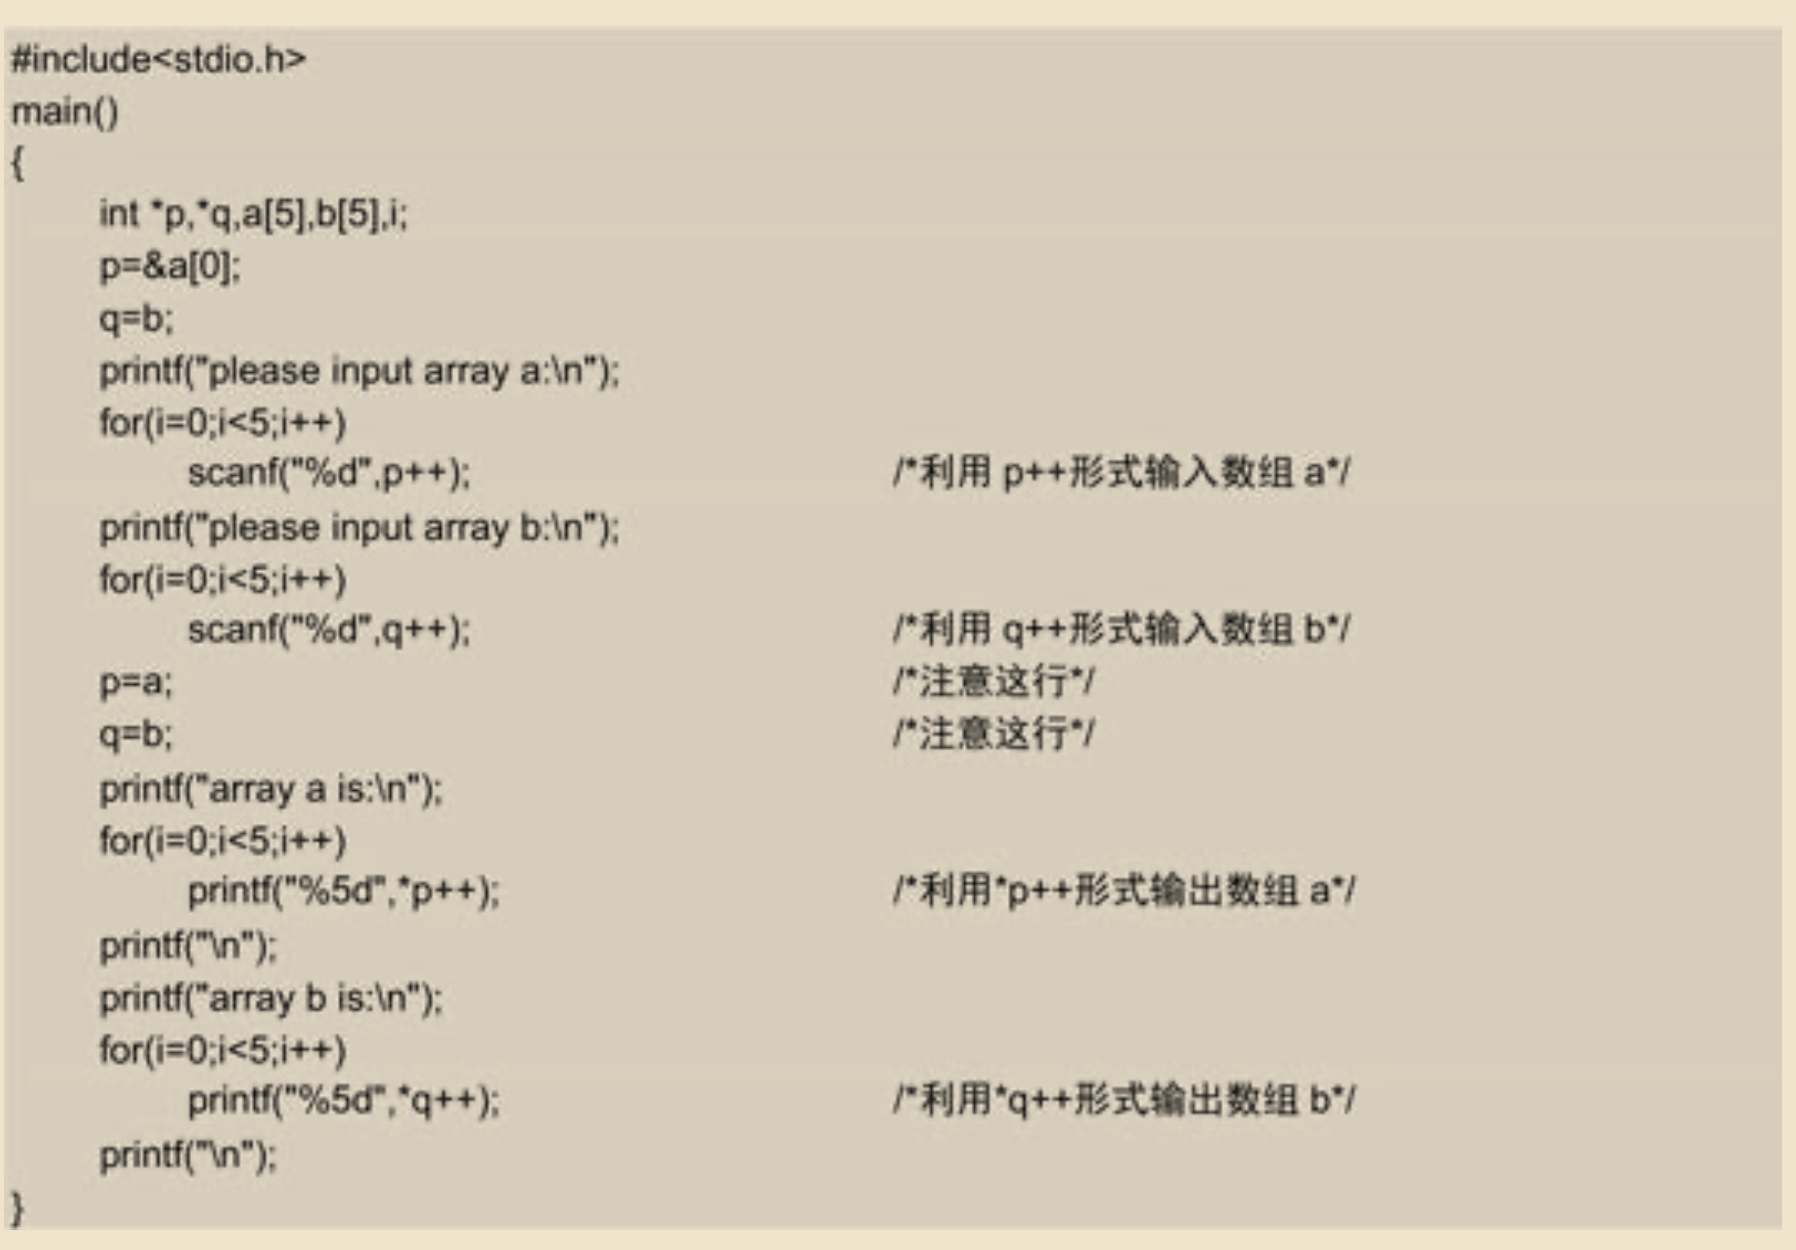 #include<stdio.h>
main()
{
int *p,*q,a[5],b[5],i;
p=&a[0];
q=b;
printf("please input array a:\n");
for(i=0;i<5;i++)
scanf("%d",p++); /*利用 p++形式输入数组 a*/
printf("please input array b:\n");
for(i=0;i<5;i++)
scanf("%d",q++); /*利用 q++形式输入数组 b*/
p=a; /*注意这行*/
q=b; /*注意这行*/
printf("array a is:\n");
for(i=0;i<5;i++)
printf("%5d",*p++); /*利用*p++形式输出数组 a*/
printf("\n");
printf("array b is:\n");
for(i=0;i<5;i++)
printf("%5d",*q++); /*利用*q++形式输出数组 b*/
printf("\n");
}